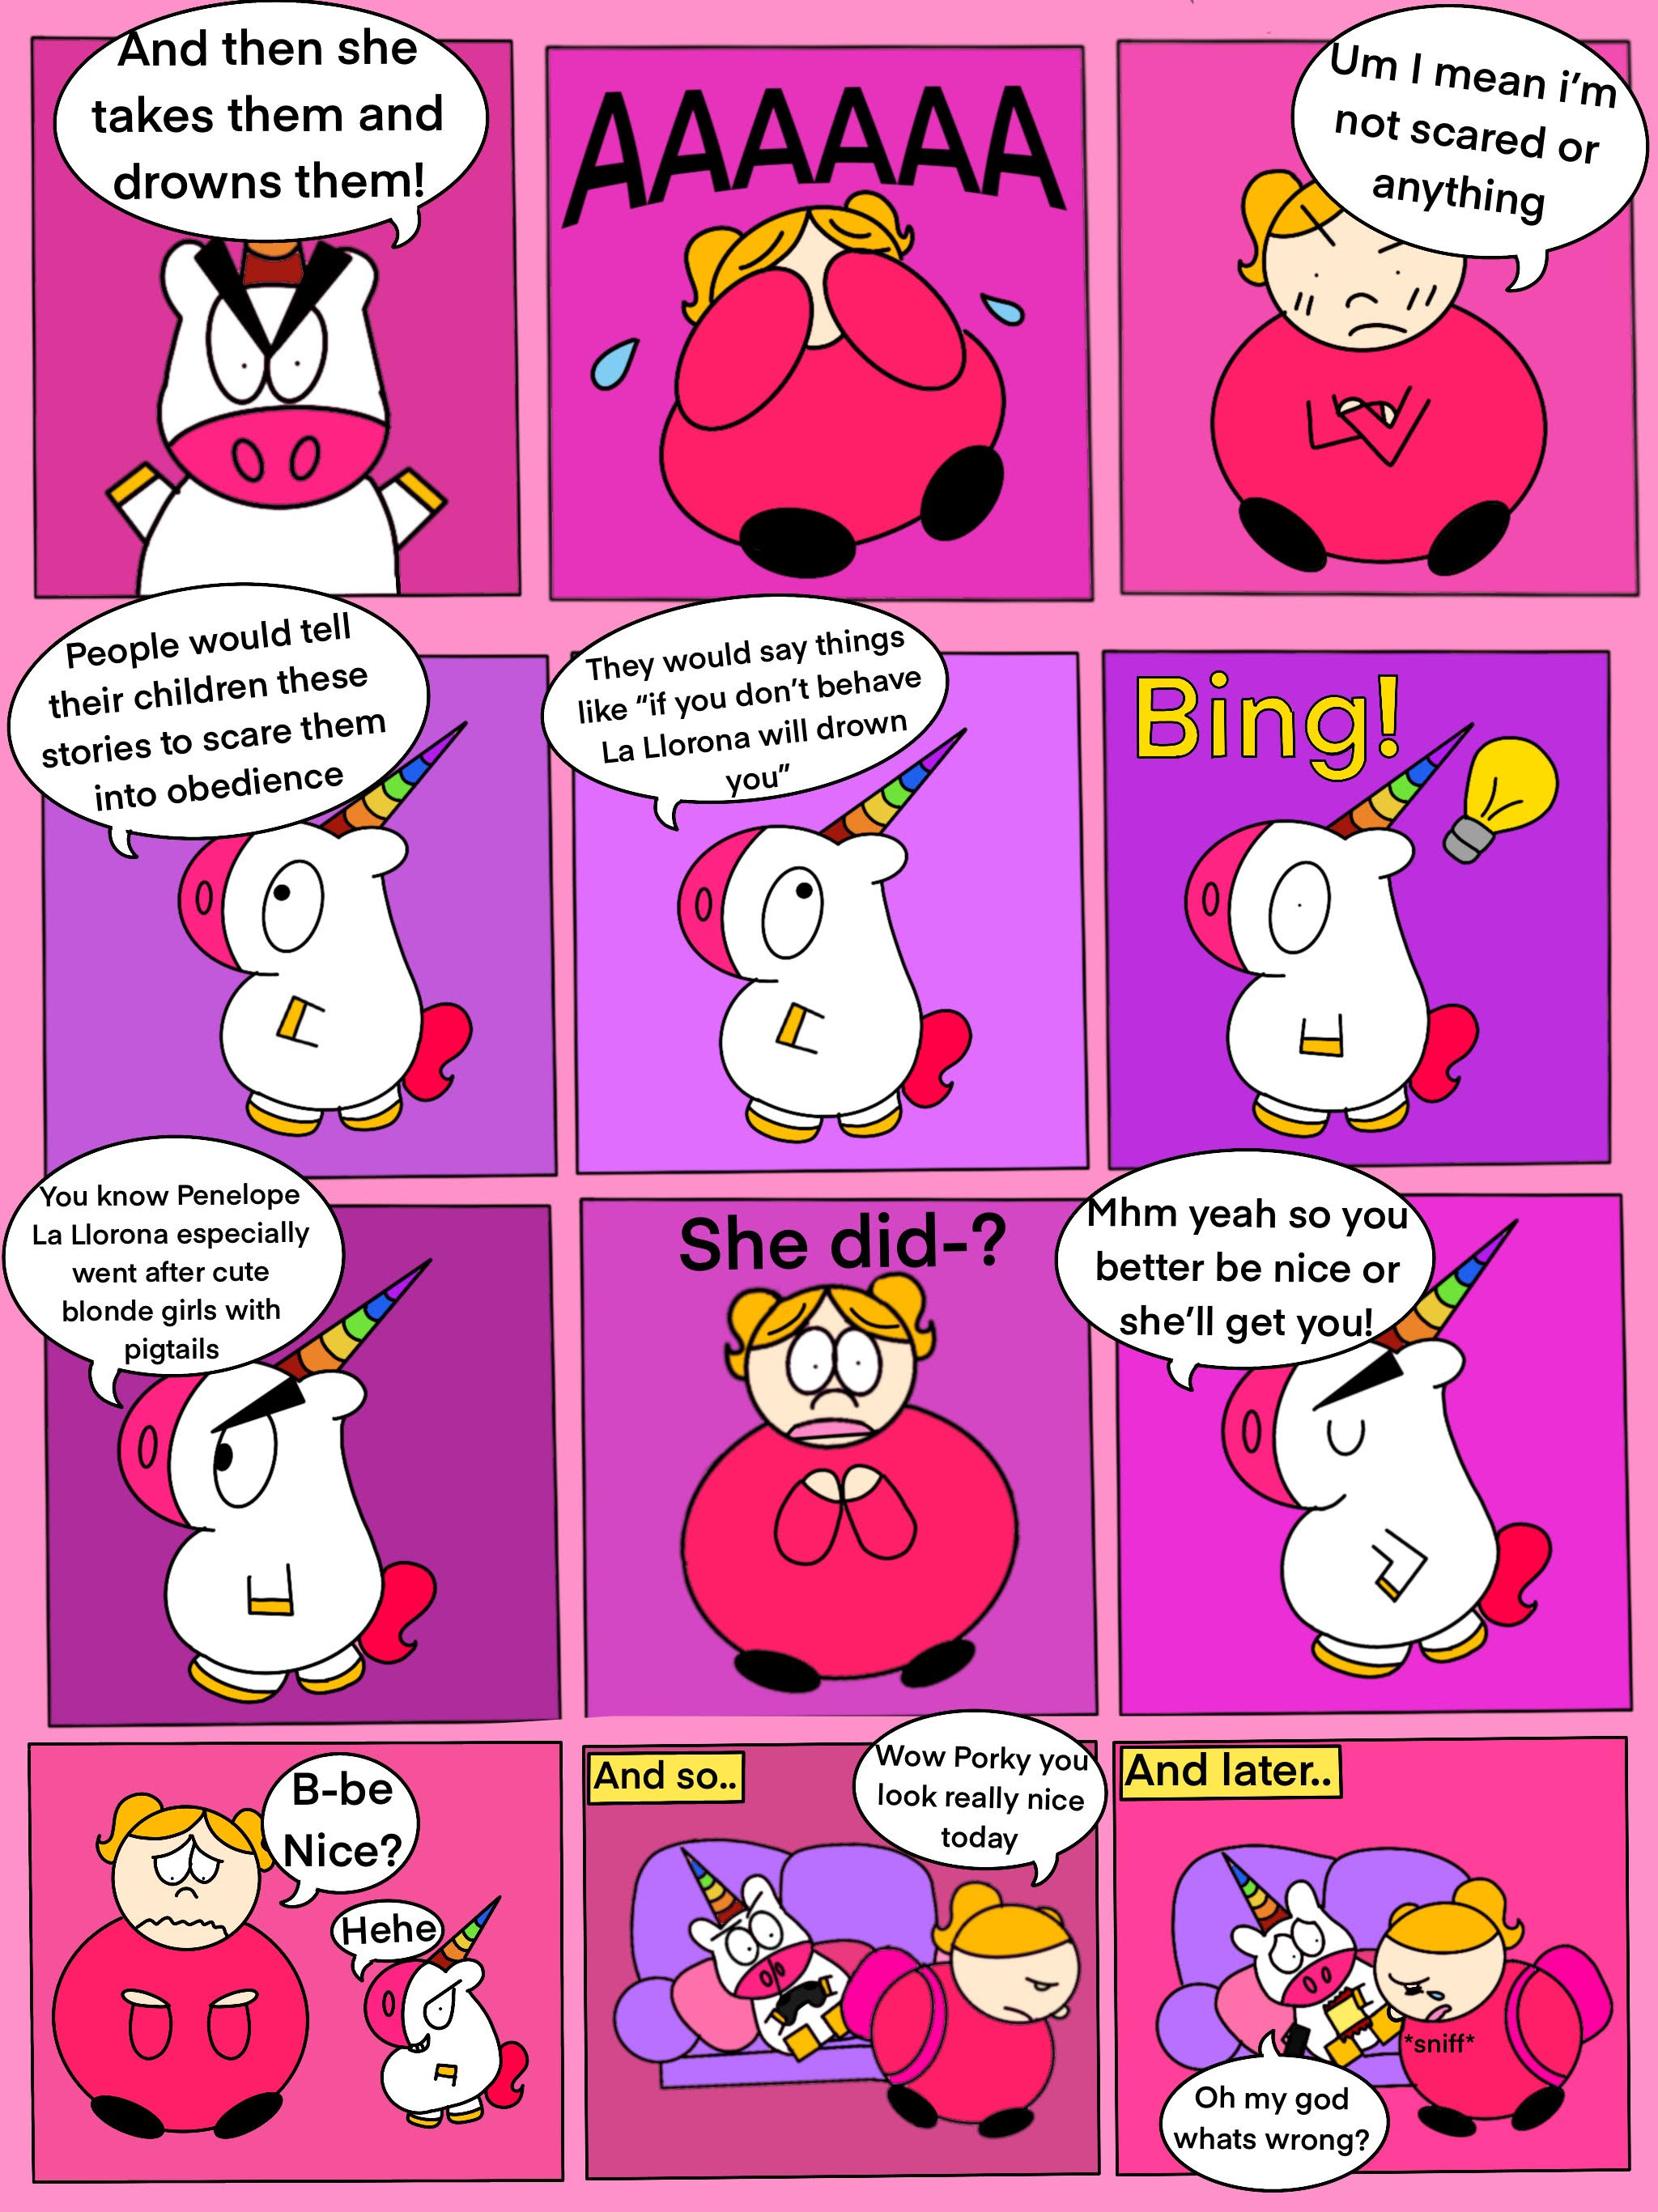 And then she
takes them and
drowns them!
AAAAAA
Um I mean i'm
not scared or
anything
People would tell
their children these
stories to scare them
into obedience
They would say things
like "if you don't behave
La Llorona will drown
you"
Bing!
You know Penelope
La Llorona especially
went after cute
blonde girls with
pigtails
She did-?
Mhm yeah so you
better be nice or
she'll get you!
B-be
Nice?
Hehe
And so..
Wow Porky you
look really nice
today
And later..
*sniff*
Oh my god
whats wrong?